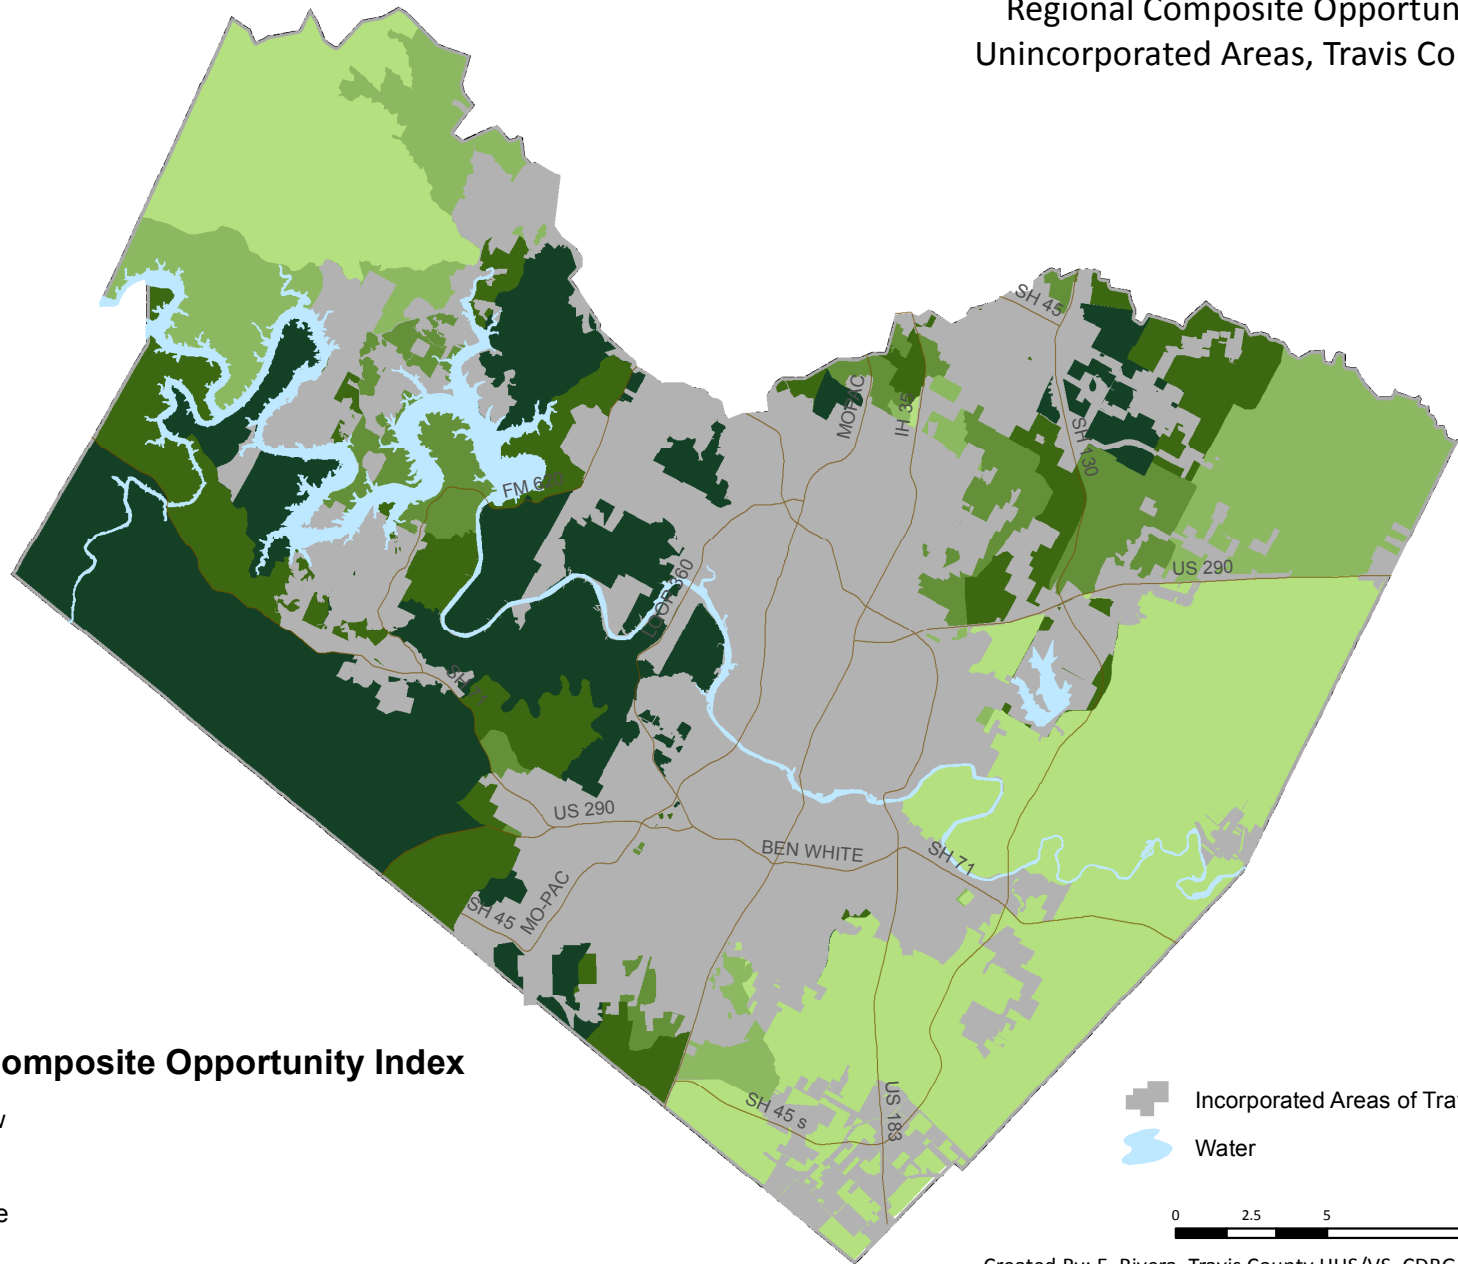 Regional Composite Opportun
Unincorporated Areas, Travis Co
SH 45
MOPAC
IH 35
SH 130
FM 620
US 290
LOOP 360
SH 71
US 290
BEN WHITE
SH 71
SH 45
MO-PAC
SH 45 s
US 183
omposite Opportunity Index
Incorporated Areas of Tra
Water
0 2.5 5